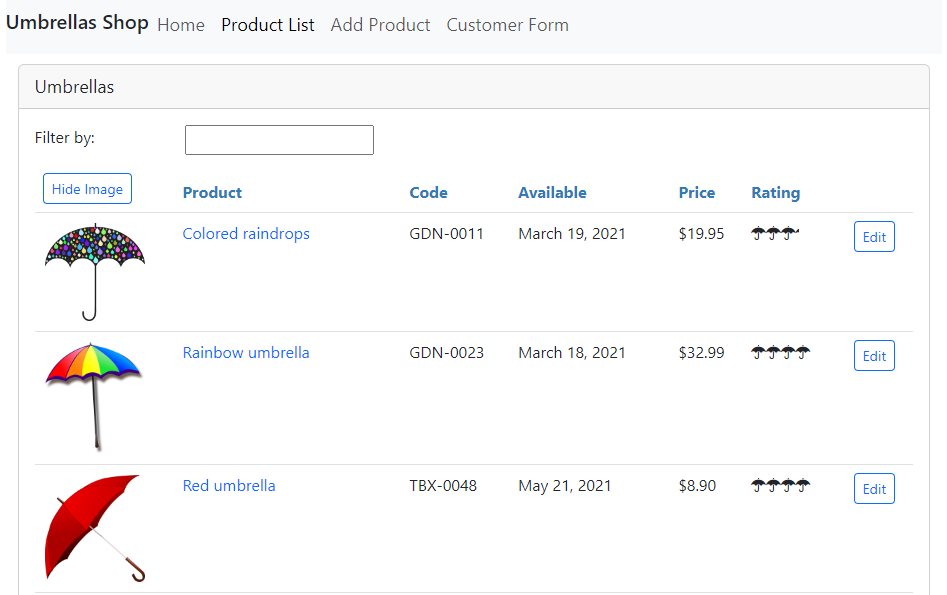 Umbrellas Shop Home Product List Add Product Customer Form
Umbrellas
Filter by:
Hide Image Product Code Available Price Rating
Colored raindrops GDN-0011 March 19, 2021 $19.95 Edit
Rainbow umbrella GDN-0023 March 18, 2021 $32.99 Edit
Red umbrella TBX-0048 May 21, 2021 $8.90 Edit